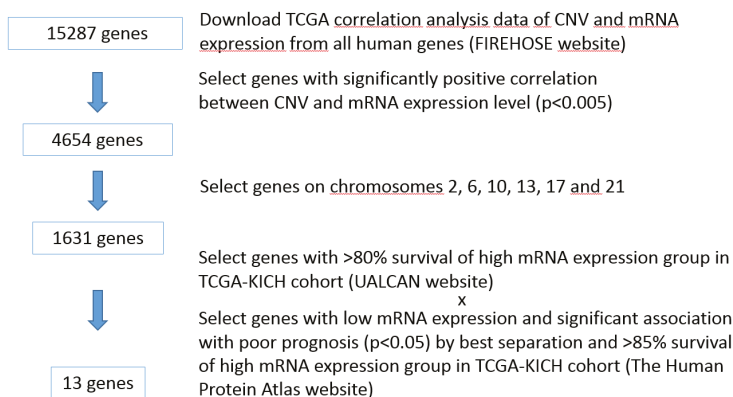 15287 genes
Download TCGA correlation analysis data of CNV and mRNA
expression from all human genes (FIREHOSE website)
Select genes with significantly positive correlation
between CNV and mRNA expression level (p<0.005)
4654 genes
Select genes on chromosomes 2, 6, 10, 13, 17 and 21
1631 genes
Select genes with >80% survival of high mRNA expression group in
TCGA-KICH cohort (UALCAN website)
x
Select genes with low mRNA expression and significant association
with poor prognosis (p<0.05) by best separation and >85% survival
of high mRNA expression group in TCGA-KICH cohort (The Human
Protein Atlas website)
13 genes